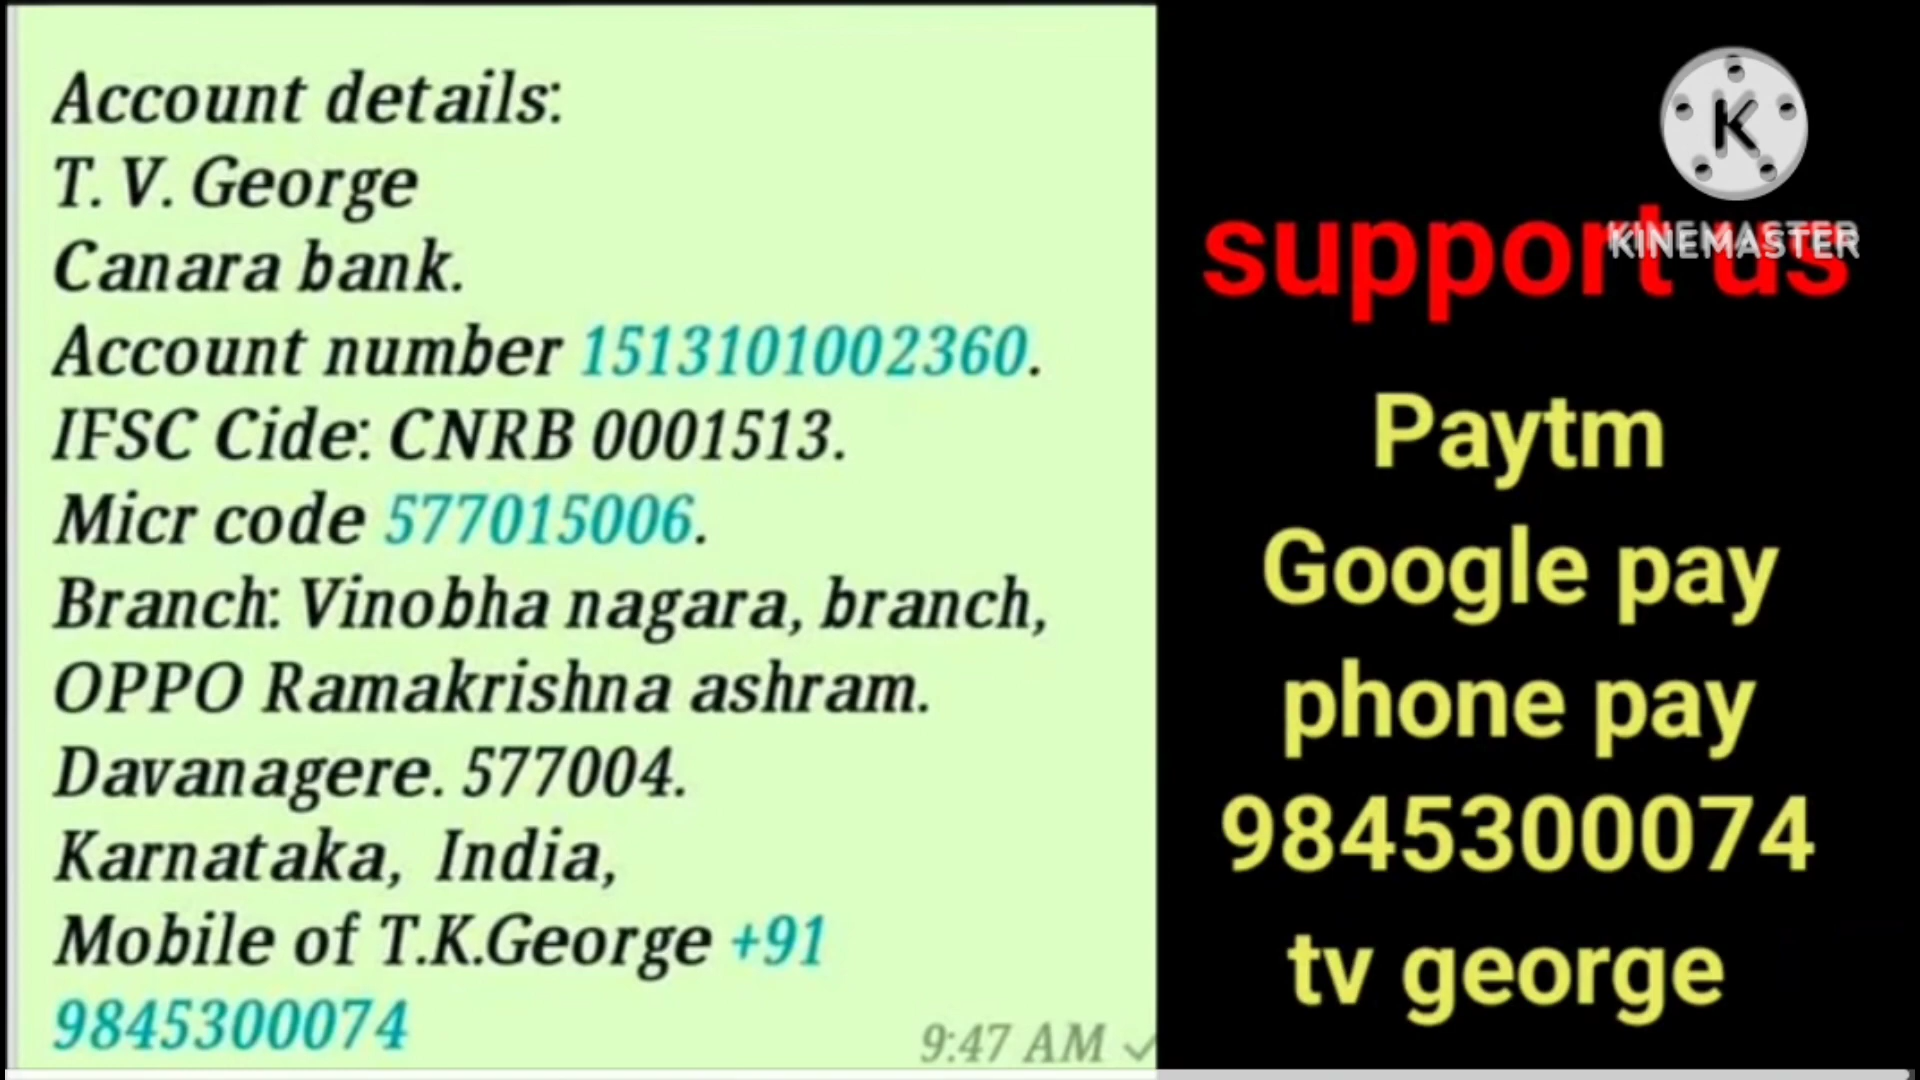 Account details:
T. V. George
Canara bank.
Account number 1513101002360.
IFSC Cide: CNRB 0001513.
Micr code 577015006.
Branch: Vinobha nagara, branch,
OPPO Ramakrishna ashram.
Davanagere. 577004.
Karnataka, India,
Mobile of T.K.George +91
9845300074
9:47 AM
K
KINEMASTER
support us
Paytm
Google pay
phone pay
9845300074
tv george